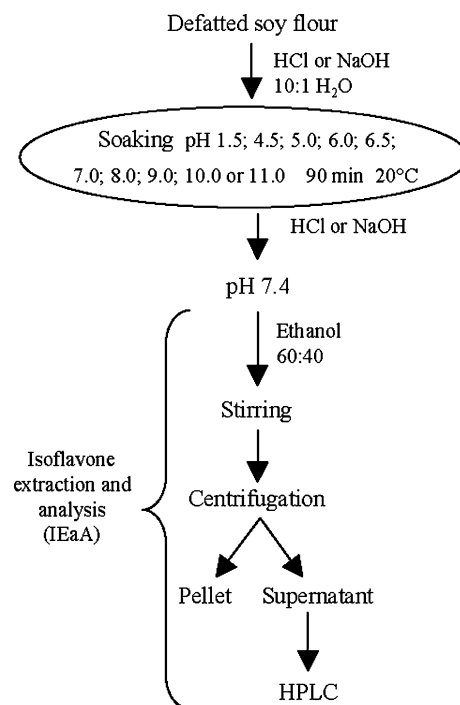 Defatted soy flour
HCl or NaOH
10:1 H₂O
Soaking pH 1.5; 4.5; 5.0; 6.0; 6.5;
7.0; 8.0; 9.0; 10.0 or 11.0 90 min 20°C
HCl or NaOH
pH 7.4
Ethanol
60:40
Stirring
Isoflavone
extraction and
analysis
(IEaA)
Centrifugation
Pellet Supernatant
HPLC